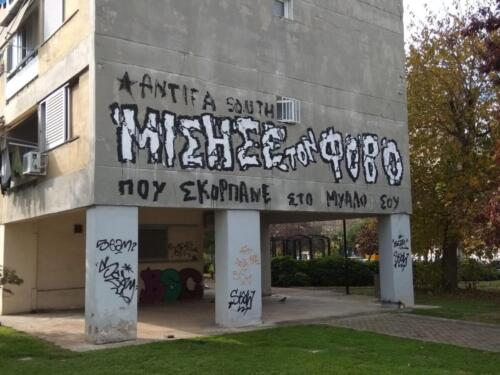 ★ANTIFA SOUTH
ΜΙΣΗΣΕ ΤΟΝ ΦΟΒΟ
ΠΟΥ ΣΚΟΡΠΑΝΕ ΣΤΟ ΜΥΑΛΟ ΣΟΥ